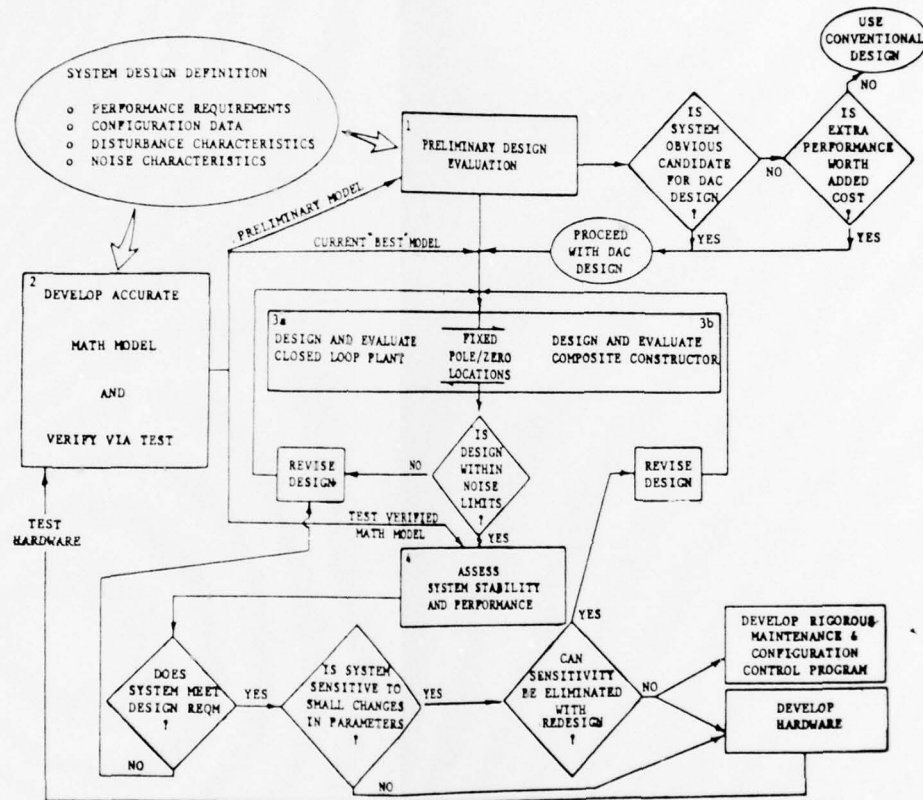 USE
CONVENTIONAL
DESIGN
SYSTEM DESIGN DEFINITION
o PERFORMANCE REQUIREMENTS
o CONFIGURATION DATA
o DISTURBANCE CHARACTERISTICS
o NOISE CHARACTERISTICS
1
PRELIMINARY DESIGN
EVALUATION
IS
SYSTEM
OBVIOUS
CANDIDATE
FOR DAC
DESIGN
?
NO
YES
IS
EXTRA
PERFORMANCE
WORTH
ADDED
COST
?
NO
YES
PRELIMINARY MODEL
CURRENT "BEST" MODEL
PROCEED
WITH DAC
DESIGN
2
DEVELOP ACCURATE
MATH MODEL
AND
VERIFY VIA TEST
3a
DESIGN AND EVALUATE
CLOSED LOOP PLANT
FIXED
POLE/ZERO
LOCATIONS
3b
DESIGN AND EVALUATE
COMPOSITE CONSTRUCTOR
IS
DESIGN
WITHIN
NOISE
LIMITS
?
NO
YES
REVISE
DESIGN
REVISE
DESIGN
TEST
HARDWARE
TEST VERIFIED
MATH MODEL
4
ASSESS
SYSTEM STABILITY
AND PERFORMANCE
DOES
SYSTEM MEET
DESIGN REQM
?
YES
NO
IS SYSTEM
SENSITIVE TO
SMALL CHANGES
IN PARAMETERS
?
YES
NO
CAN
SENSITIVITY
BE ELIMINATED
WITH
REDESIGN
?
YES
NO
DEVELOP RIGOROUS
MAINTENANCE &
CONFIGURATION
CONTROL PROGRAM
DEVELOP
HARDWARE